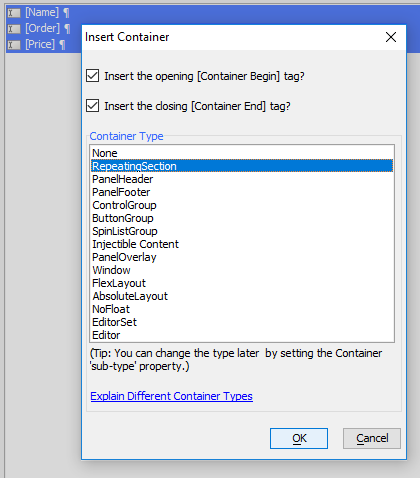 [Name] ¶
[Order] ¶
[Price] ¶
Insert Container
Insert the opening [Container Begin] tag?
Insert the closing [Container End] tag?
Container Type
None
RepeatingSection
PanelHeader
PanelFooter
ControlGroup
ButtonGroup
SpinListGroup
Injectible Content
PanelOverlay
Window
FlexLayout
AbsoluteLayout
NoFloat
EditorSet
Editor
(Tip: You can change the type later by setting the Container
'sub-type' property.)
Explain Different Container Types
OK
Cancel